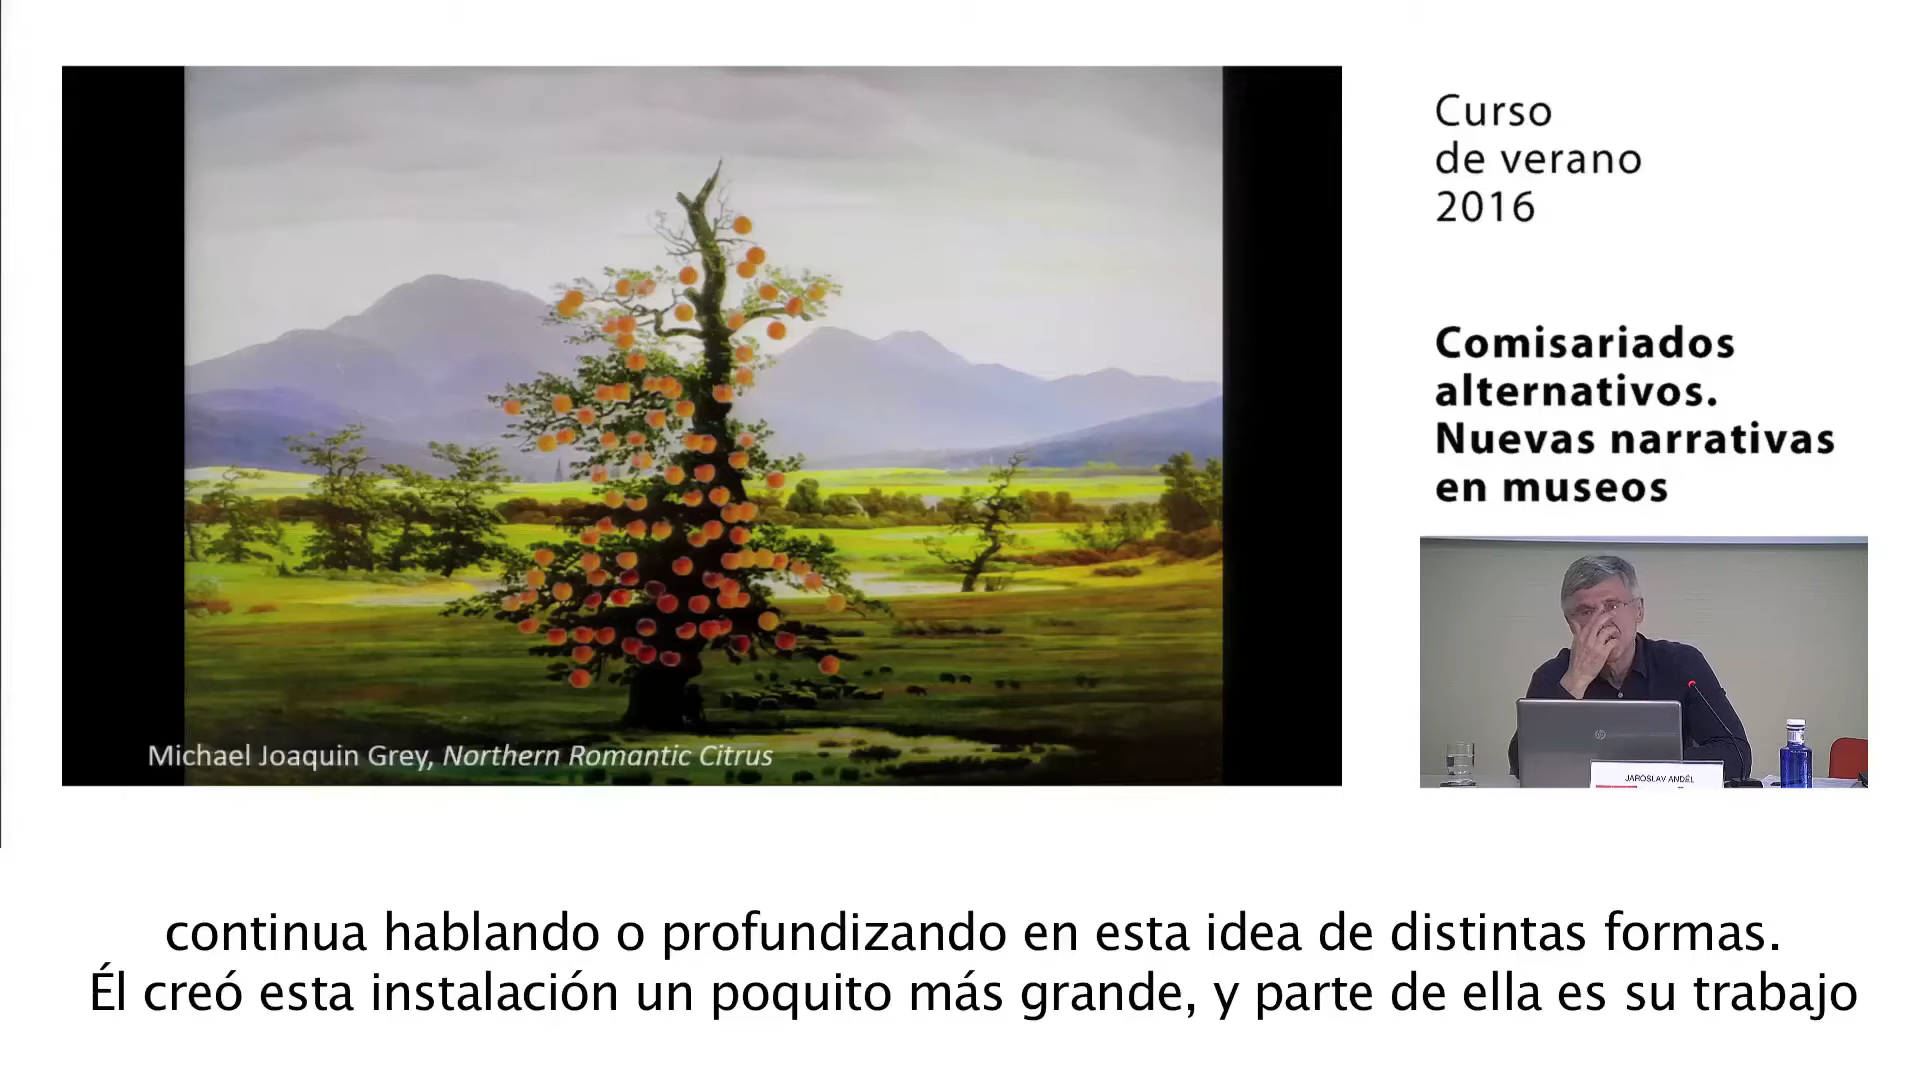 Curso
de verano
2016
Comisariados
alternativos.
Nuevas narrativas
en museos
Michael Joaquin Grey, Northern Romantic Citrus
JAROSLAV ANDĚL
continua hablando o profundizando en esta idea de distintas formas.
Él creó esta instalación un poquito más grande, y parte de ella es su trabajo